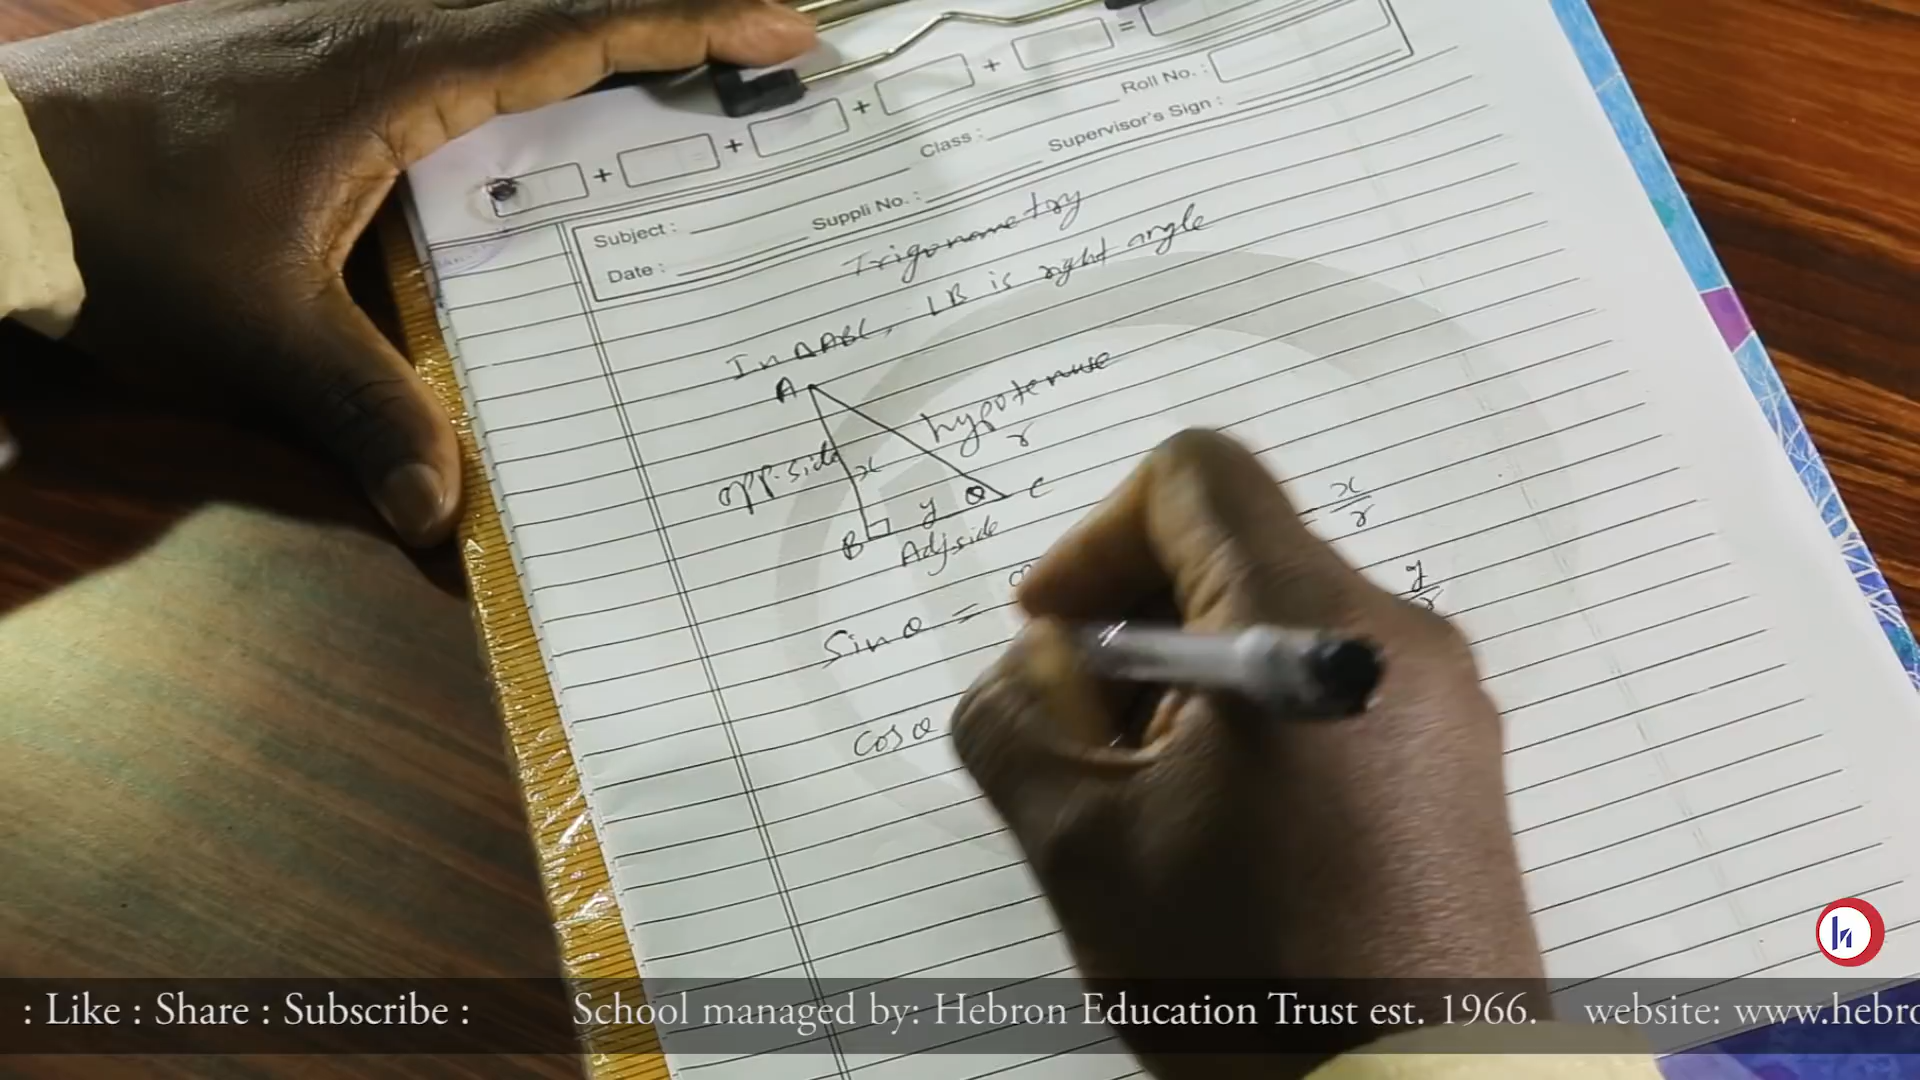 + + + + =
Class : Roll No. :
Subject : Suppli No. : Supervisor's Sign :
Date :
Trigonometry
In ΔABC, ∠B is right angle
A
hypotenuse
opp.side x r
y θ C
B Adj side
x/r
Sin θ =
y/r
cos θ
: Like : Share : Subscribe : School managed by: Hebron Education Trust est. 1966. website: www.hebro